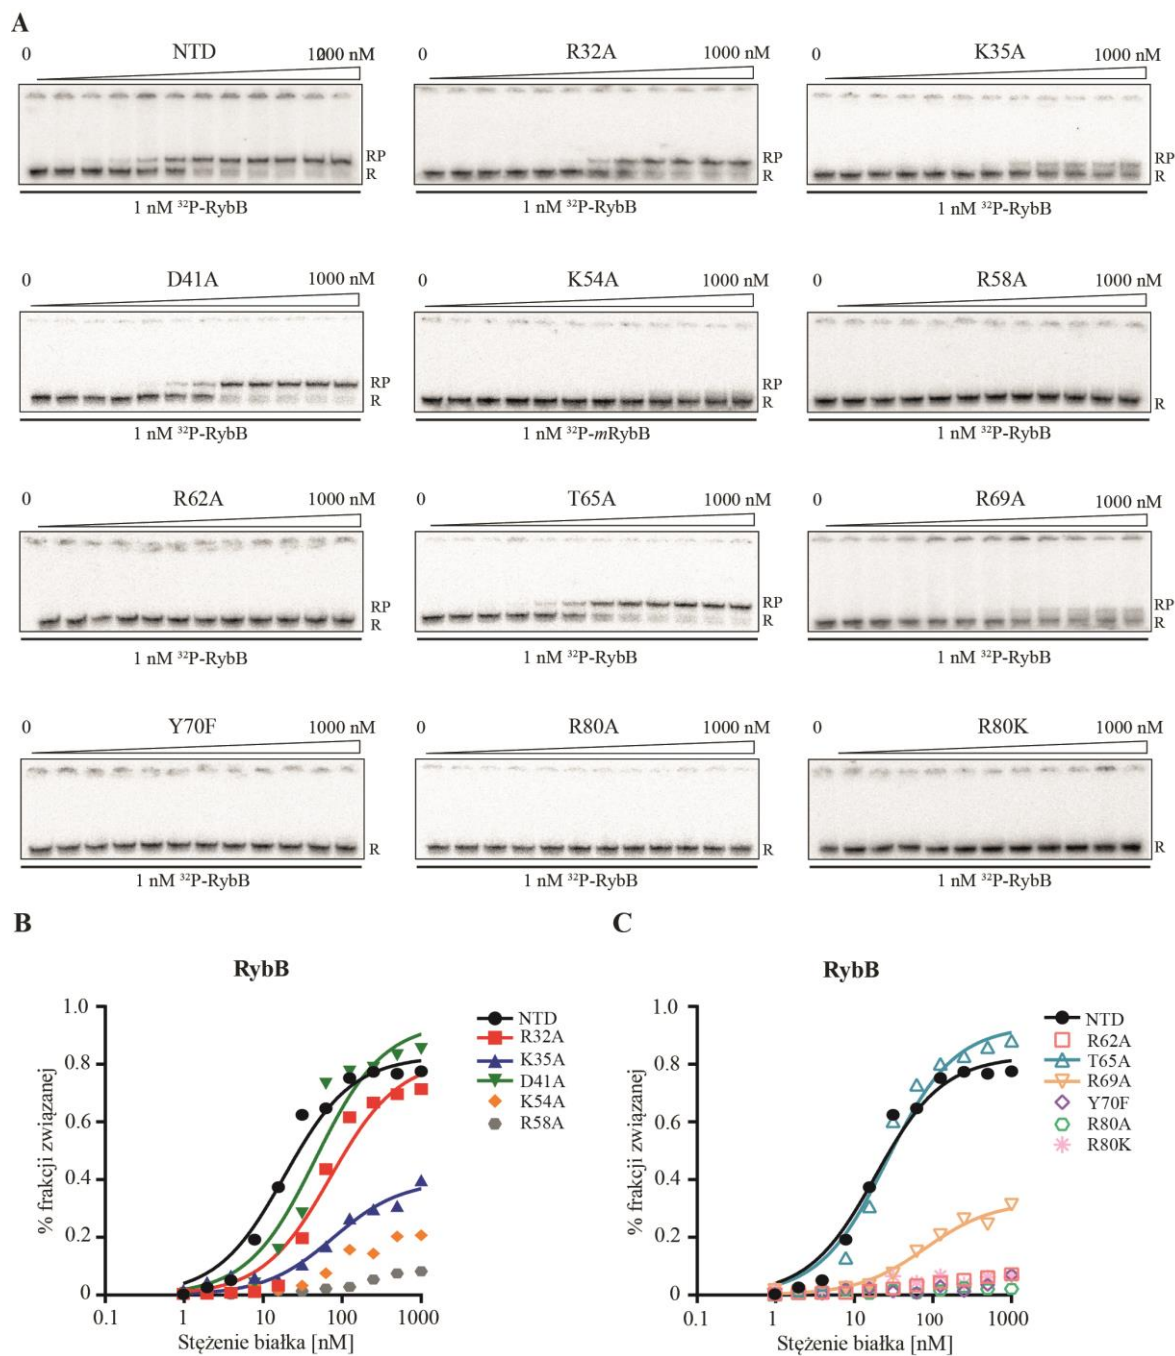 A
NTD
0 1000 nM
RP
R
1 nM ³²P-RybB
R32A
0 1000 nM
RP
R
1 nM ³²P-RybB
K35A
0 1000 nM
RP
R
1 nM ³²P-RybB
D41A
0 1000 nM
RP
R
1 nM ³²P-RybB
K54A
0 1000 nM
RP
R
1 nM ³²P-mRybB
R58A
0 1000 nM
R
1 nM ³²P-RybB
R62A
0 1000 nM
RP
R
1 nM ³²P-RybB
T65A
0 1000 nM
RP
R
1 nM ³²P-RybB
R69A
0 1000 nM
RP
R
1 nM ³²P-RybB
Y70F
0 1000 nM
R
1 nM ³²P-RybB
R80A
0 1000 nM
R
1 nM ³²P-RybB
R80K
0 1000 nM
R
1 nM ³²P-RybB
B
RybB
% frakcji związanej
1.0
0.8
0.6
0.4
0.2
0
0.1 1 10 100 1000
Stężenie białka [nM]
NTD
R32A
K35A
D41A
K54A
R58A
C
RybB
% frakcji związanej
1.0
0.8
0.6
0.4
0.2
0
0.1 1 10 100 1000
Stężenie białka [nM]
NTD
R62A
T65A
R69A
Y70F
R80A
R80K